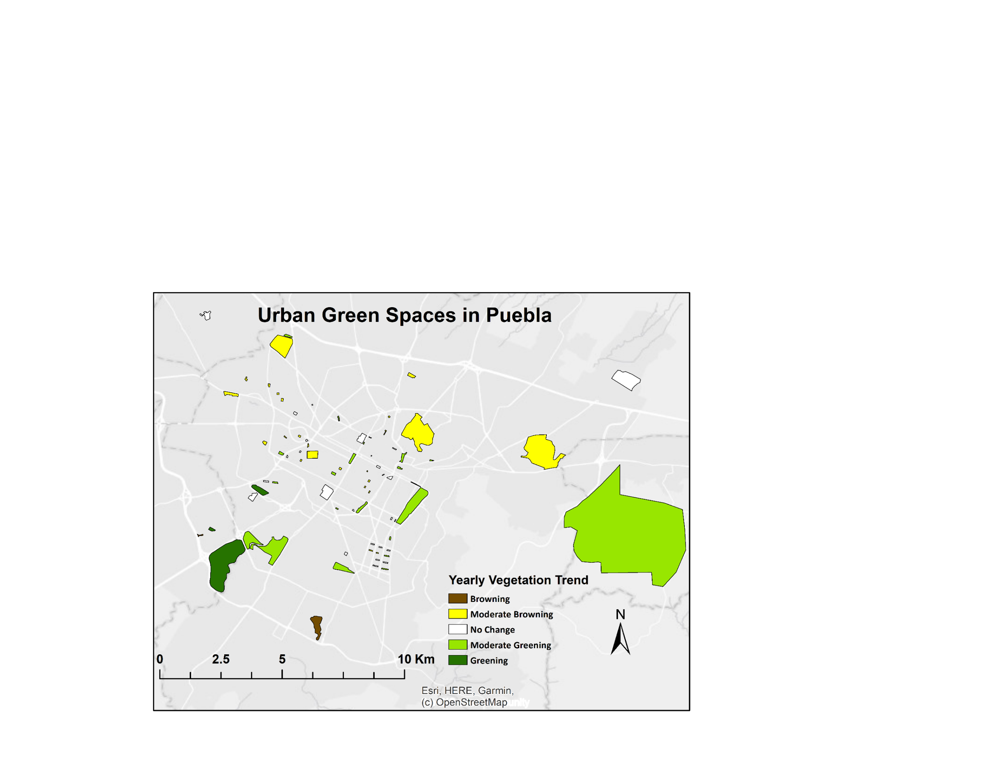 Urban Green Spaces in Puebla
Yearly Vegetation Trend
Browning
Moderate Browning
No Change
Moderate Greening
Greening
N
0 2.5 5 10 Km
Esri, HERE, Garmin,
(c) OpenStreetMap unity